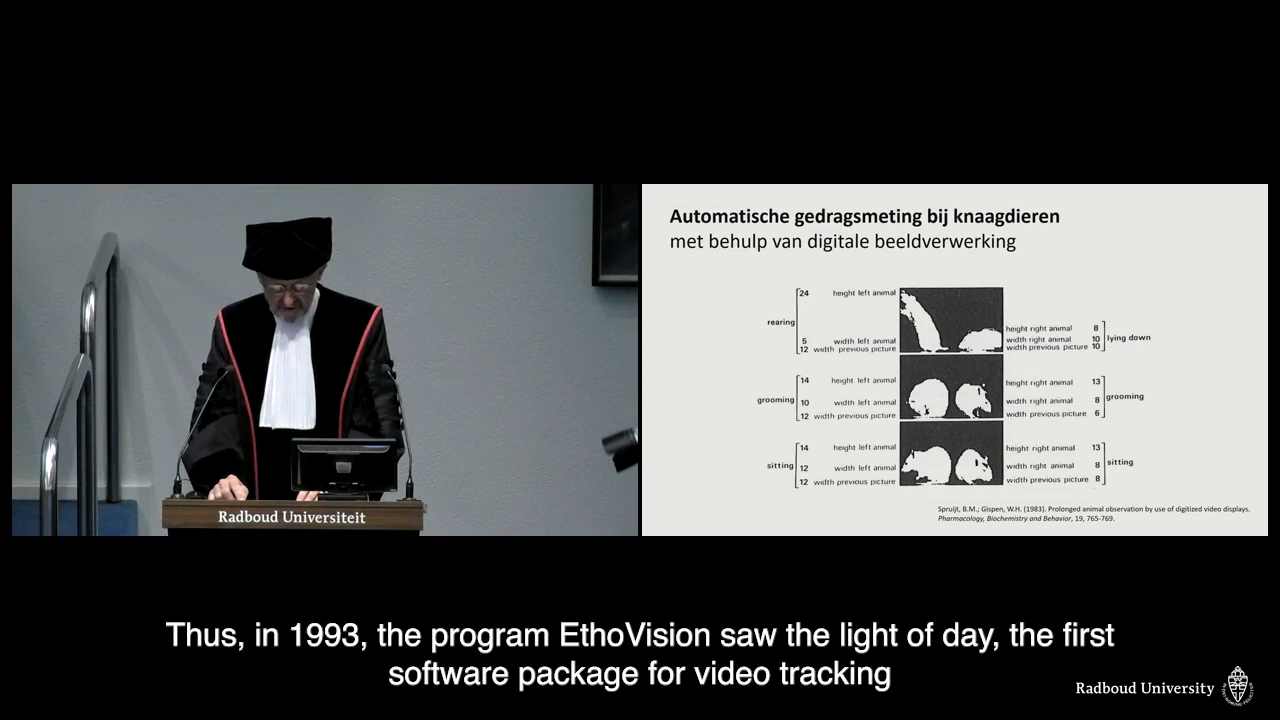 Automatische gedragsmeting bij knaagdieren
met behulp van digitale beeldverwerking
24 height left animal
rearing
5 width left animal
12 width previous picture
height right animal 8
width right animal 10
width previous picture 10
lying down
14 height left animal
grooming
10 width left animal
12 width previous picture
height right animal 13
width right animal 8
width previous picture 6
grooming
14 height left animal
sitting
12 width left animal
12 width previous picture
height right animal 13
width right animal 8
width previous picture 8
sitting
Spruijt, B.M.; Gispen, W.H. (1983). Prolonged animal observation by use of digitized video displays.
Pharmacology, Biochemistry and Behavior, 19, 765-769.
Radboud Universiteit
Thus, in 1993, the program EthoVision saw the light of day, the first
software package for video tracking
Radboud University